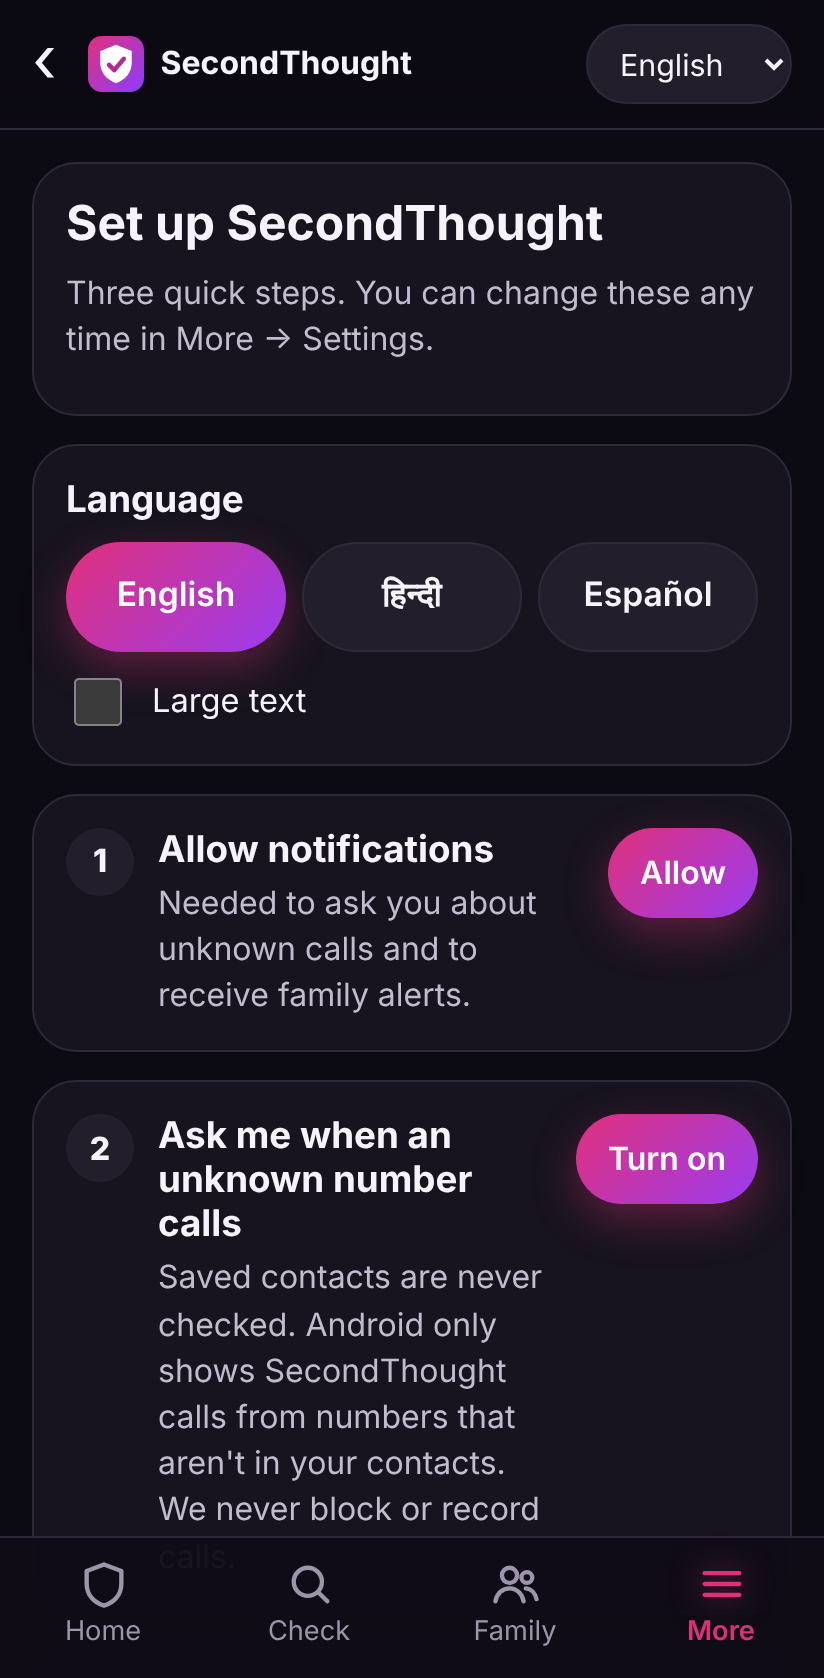 SecondThought
English
Set up SecondThought
Three quick steps. You can change these any
time in More → Settings.
Language
English
हिन्दी
Español
Large text
1
Allow notifications
Allow
Needed to ask you about
unknown calls and to
receive family alerts.
2
Ask me when an
unknown number
calls
Turn on
Saved contacts are never
checked. Android only
shows SecondThought
calls from numbers that
aren't in your contacts.
We never block or record
calls.
Home
Check
Family
More